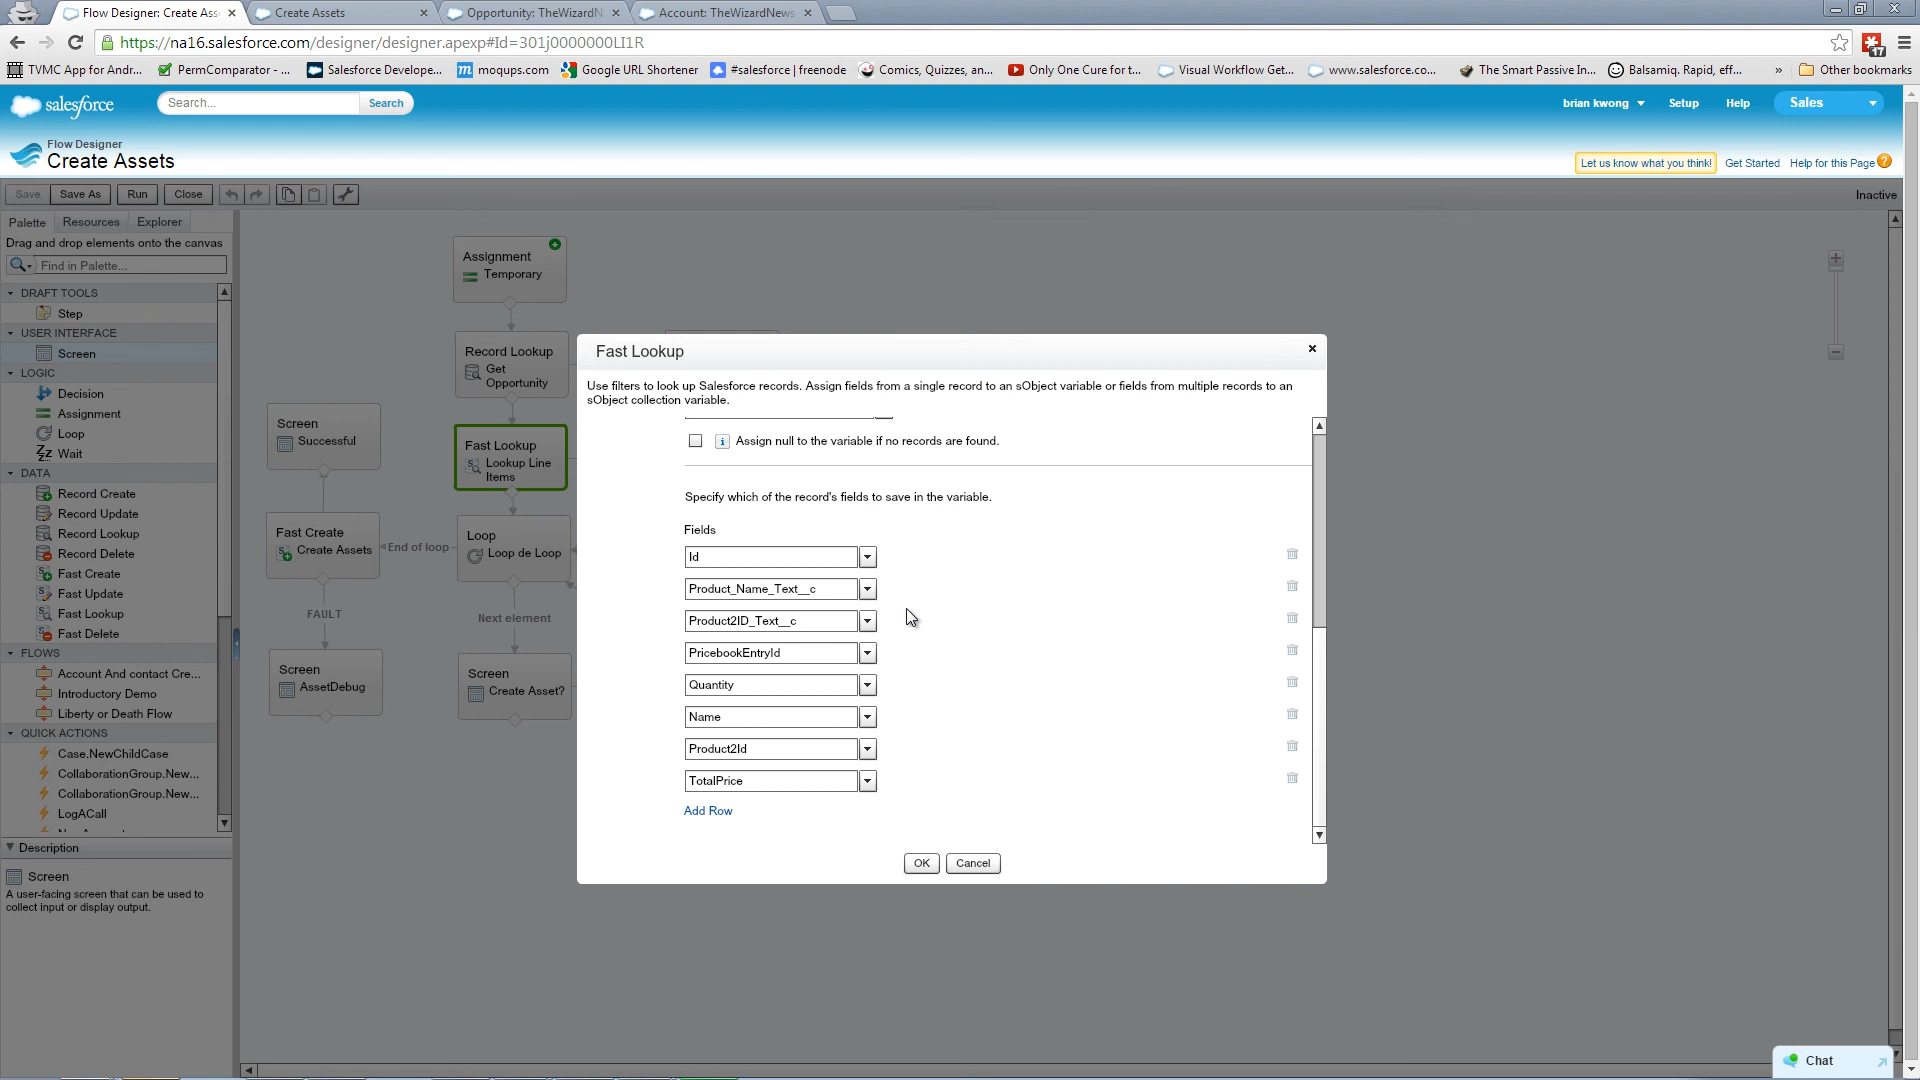 Flow Designer: Create Ass
Create Assets
Opportunity: TheWizardN
Account: TheWizardNews
https://na16.salesforce.com/designer/designer.apexp#Id=301j0000000LI1R
17
TVMC App for Andr...
PermComparator - ...
Salesforce Develope...
m moqups.com
Google URL Shortener
#salesforce | freenode
Comics, Quizzes, an...
Only One Cure for t...
Visual Workflow Get...
www.salesforce.co...
The Smart Passive In...
Balsamiq. Rapid, eff...
»
Other bookmarks
salesforce
Search...
Search
brian kwong
Setup
Help
Sales
Flow Designer
Create Assets
Let us know what you think!
Get Started
Help for this Page
Save
Save As
Run
Close
Inactive
Palette
Resources
Explorer
Drag and drop elements onto the canvas
Find in Palette...
DRAFT TOOLS
Step
USER INTERFACE
Screen
LOGIC
Decision
Assignment
Loop
Wait
DATA
Record Create
Record Update
Record Lookup
Record Delete
Fast Create
Fast Update
Fast Lookup
Fast Delete
FLOWS
Account And contact Cre...
Introductory Demo
Liberty or Death Flow
QUICK ACTIONS
Case.NewChildCase
CollaborationGroup.New...
CollaborationGroup.New...
LogACall
Description
Screen
A user-facing screen that can be used to
collect input or display output.
Assignment
Temporary
Record Lookup
Get
Opportunity
Screen
Successful
Fast Lookup
Lookup Line
Items
Fast Create
Create Assets
End of loop
Loop
Loop de Loop
FAULT
Next element
Screen
AssetDebug
Screen
Create Asset?
Fast Lookup
Use filters to look up Salesforce records. Assign fields from a single record to an sObject variable or fields from multiple records to an
sObject collection variable.
i Assign null to the variable if no records are found.
Specify which of the record's fields to save in the variable.
Fields
Id
Product_Name_Text__c
Product2ID_Text__c
PricebookEntryId
Quantity
Name
Product2Id
TotalPrice
Add Row
OK
Cancel
Chat